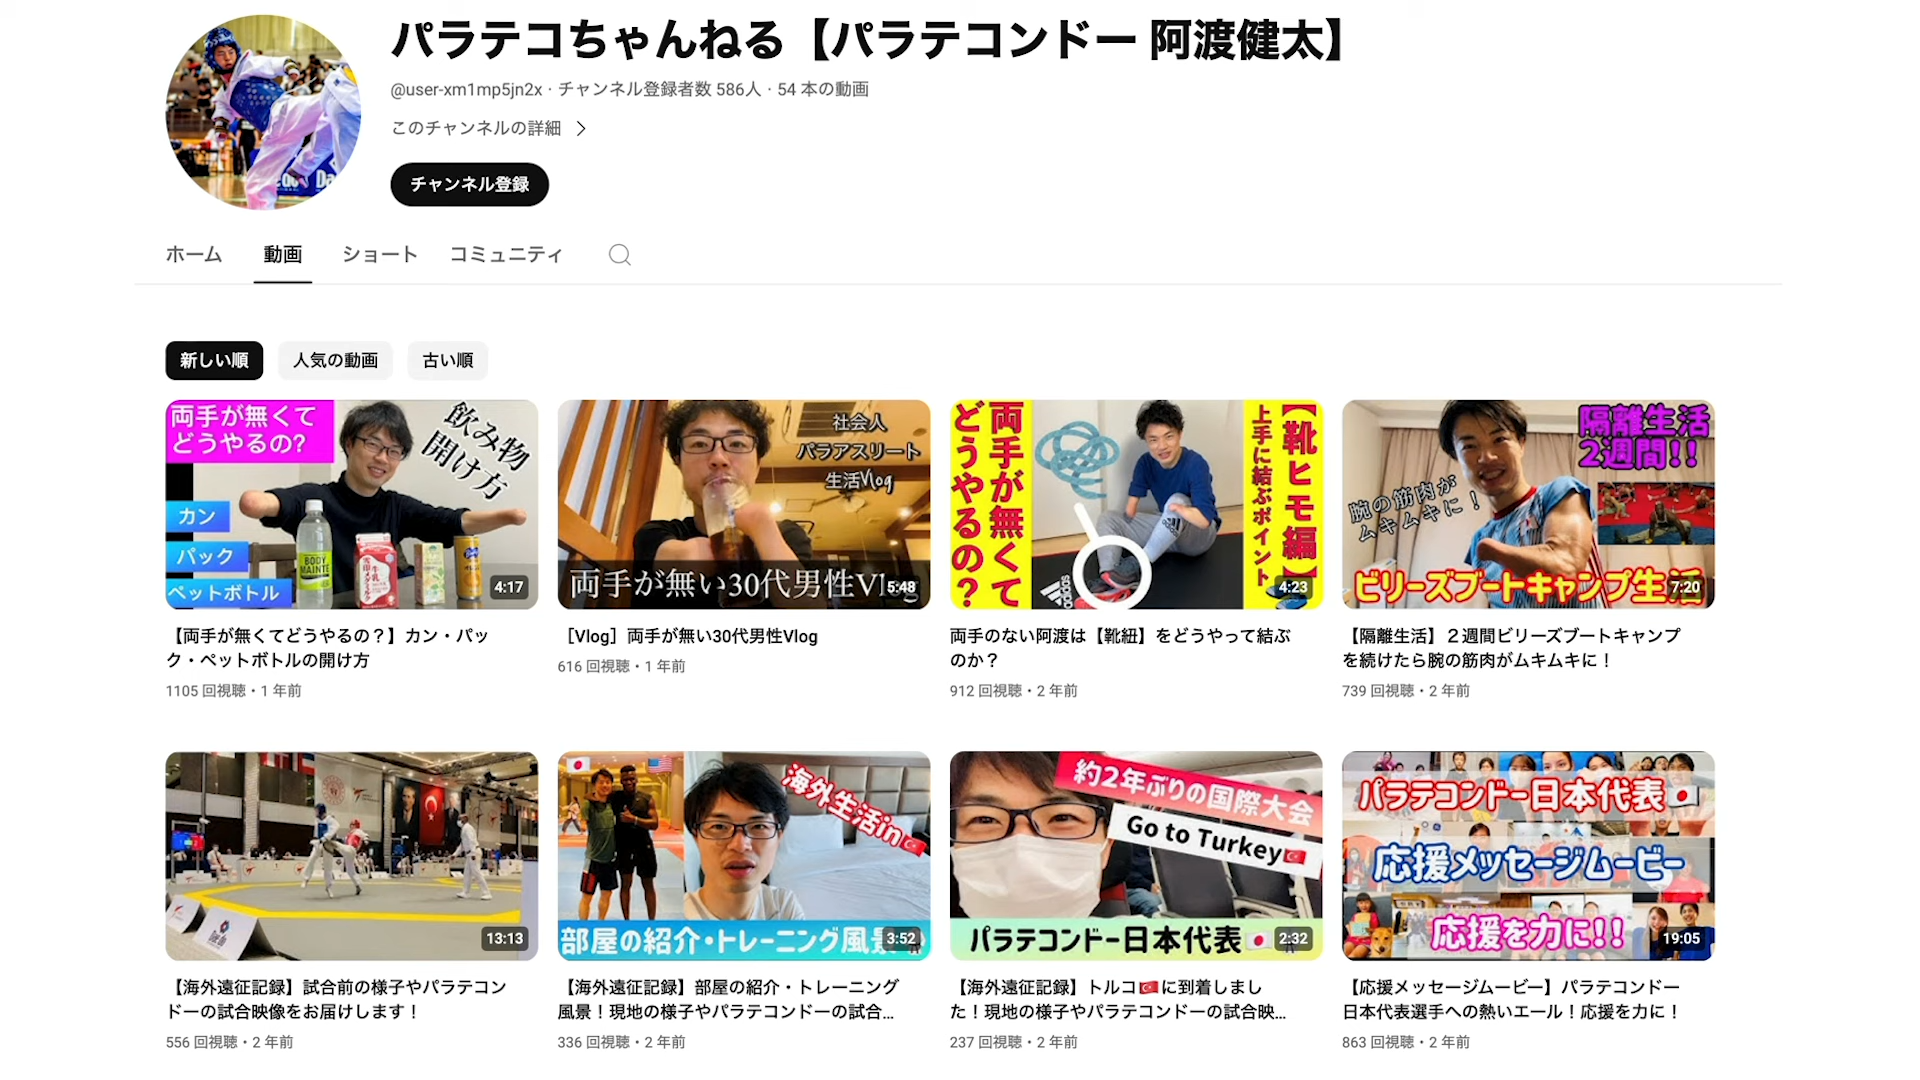 パラテコちゃんねる【パラテコンドー 阿渡健太】
@user-xm1mp5jn2x · チャンネル登録者数 586人 · 54 本の動画
このチャンネルの詳細
チャンネル登録
ホーム 動画 ショート コミュニティ
新しい順 人気の動画 古い順
両手が無くて
どうやるの?
飲み物
開け方
カン
パック
ペットボトル
BODY
MAINTE
牛乳
4:17
社会人
パラアスリート
生活Vlog
両手が無い30代男性Vl
5:48
両手が無くて
どうやるの？
【靴ヒモ編】
上手に結ぶポイント
adidas
4:23
隔離生活
2週間!!
腕の筋肉が
ムキムキに！
ビリーズブートキャンプ生活
7:20
【両手が無くてどうやるの？】カン・パッ
ク・ペットボトルの開け方
1105 回視聴・1 年前
［Vlog］両手が無い30代男性Vlog
616 回視聴・1 年前
両手のない阿渡は【靴紐】をどうやって結ぶ
のか？
912 回視聴・2 年前
【隔離生活】２週間ビリーズブートキャンプ
を続けたら腕の筋肉がムキムキに！
739 回視聴・2 年前
13:13
海外生活in🇹🇷
部屋の紹介・トレーニング風景
3:52
約2年ぶりの国際大会
Go to Turkey🇹🇷
パラテコンドー日本代表🇯🇵
2:32
パラテコンドー日本代表🇯🇵
応援メッセージムービー
応援を力に!!
19:05
【海外遠征記録】試合前の様子やパラテコン
ドーの試合映像をお届けします！
556 回視聴・2 年前
【海外遠征記録】部屋の紹介・トレーニング
風景！現地の様子やパラテコンドーの試合...
336 回視聴・2 年前
【海外遠征記録】トルコ🇹🇷に到着しまし
た！現地の様子やパラテコンドーの試合映...
237 回視聴・2 年前
【応援メッセージムービー】パラテコンドー
日本代表選手への熱いエール！応援を力に！
863 回視聴・2 年前